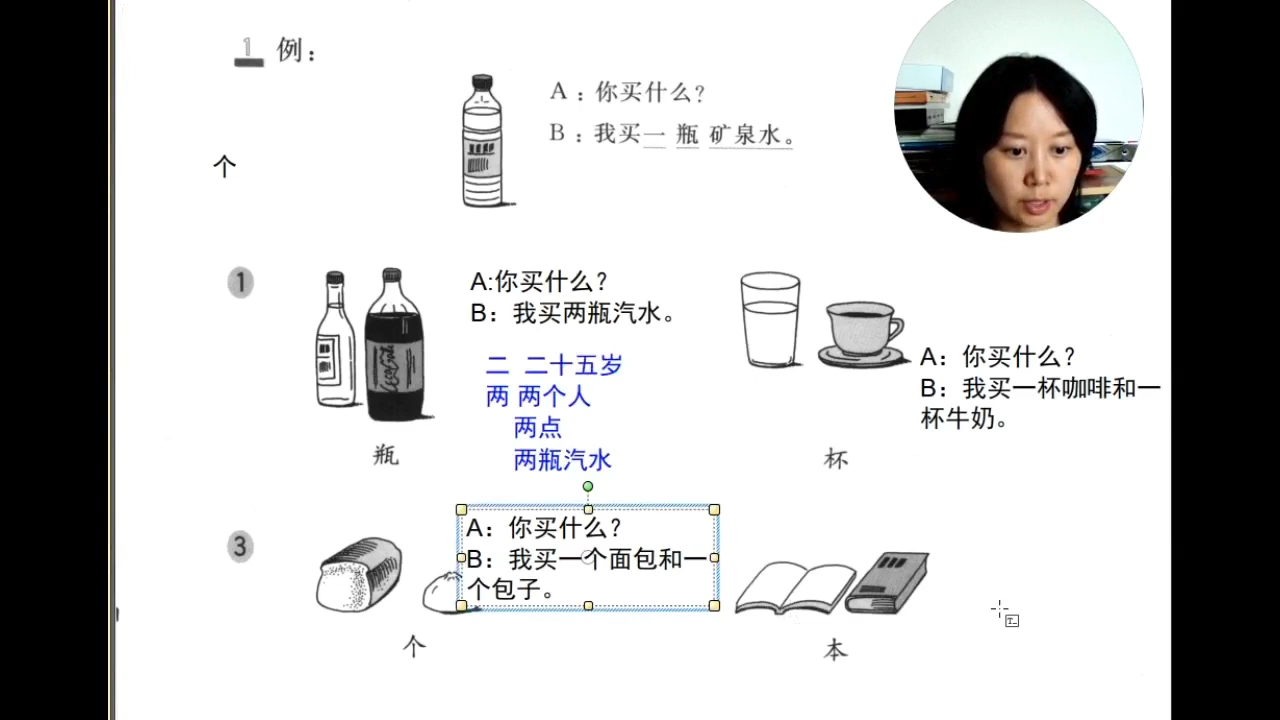 1 例：
A：你买什么？
B：我买一 瓶 矿泉水。
个
1
A:你买什么？
B：我买两瓶汽水。
二 二十五岁
两 两个人
两点
两瓶汽水
瓶
A：你买什么？
B：我买一杯咖啡和一
杯牛奶。
杯
3
A：你买什么？
B：我买一个面包和一
个包子。
个
本